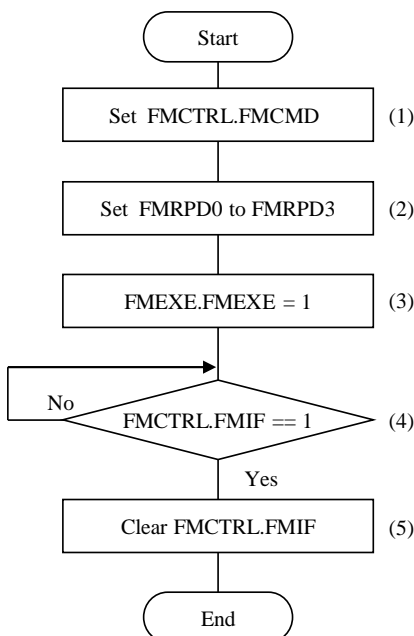 Start
Set FMCTRL.FMCMD (1)
Set FMRPD0 to FMRPD3 (2)
FMEXE.FMEXE = 1 (3)
No
FMCTRL.FMIF == 1 (4)
Yes
Clear FMCTRL.FMIF (5)
End